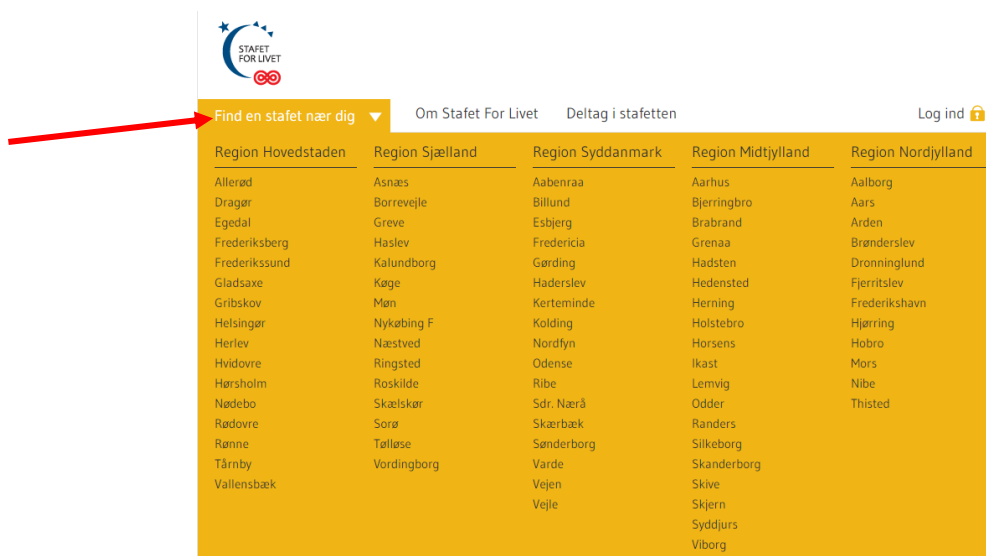 STAFET
FOR LIVET
Find en stafet nær dig
Om Stafet For Livet
Deltag i stafetten
Log ind
Region Hovedstaden
Allerød
Dragør
Egedal
Frederiksberg
Frederikssund
Gladsaxe
Gribskov
Helsingør
Herlev
Hvidovre
Hørsholm
Nødebo
Rødovre
Rønne
Tårnby
Vallensbæk
Region Sjælland
Asnæs
Borrevejle
Greve
Haslev
Kalundborg
Køge
Møn
Nykøbing F
Næstved
Ringsted
Roskilde
Skælskør
Sorø
Tølløse
Vordingborg
Region Syddanmark
Aabenraa
Billund
Esbjerg
Fredericia
Gørding
Haderslev
Kerteminde
Kolding
Nordfyn
Odense
Ribe
Sdr. Nærå
Skærbæk
Sønderborg
Varde
Vejen
Vejle
Region Midtjylland
Aarhus
Bjerringbro
Brabrand
Grenaa
Hadsten
Hedensted
Herning
Holstebro
Horsens
Ikast
Lemvig
Odder
Randers
Silkeborg
Skanderborg
Skive
Skjern
Syddjurs
Viborg
Region Nordjylland
Aalborg
Aars
Arden
Brønderslev
Dronninglund
Fjerritslev
Frederikshavn
Hjørring
Hobro
Mors
Nibe
Thisted